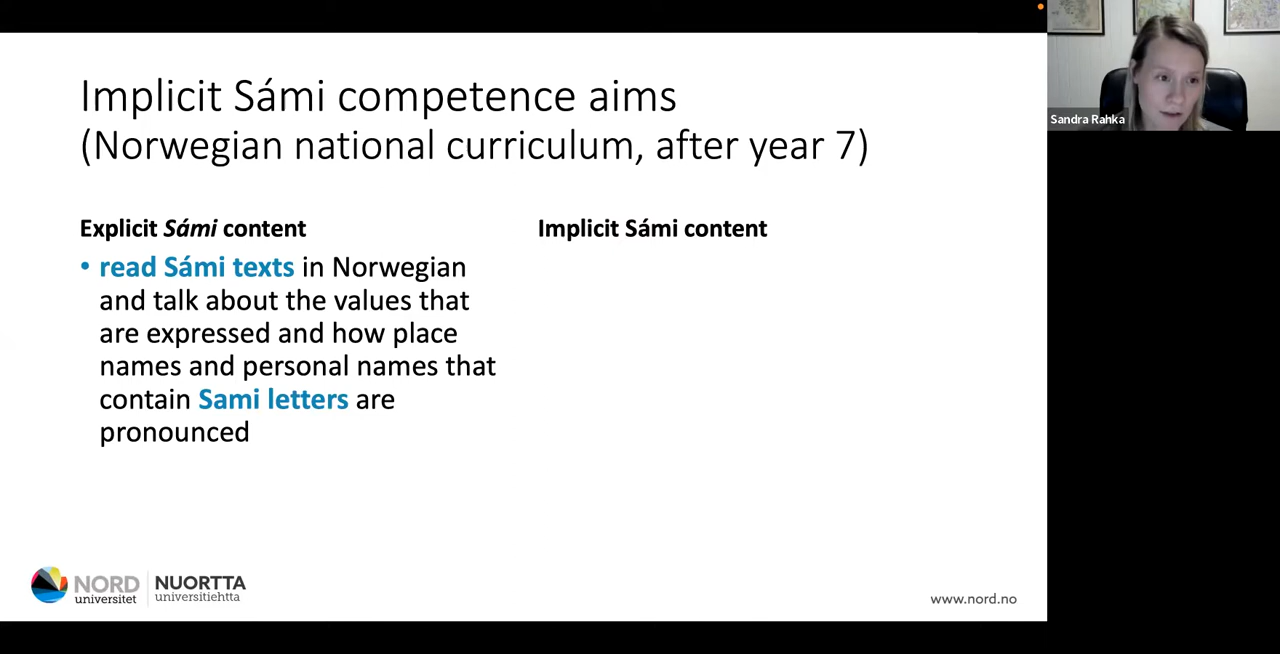 Implicit Sámi competence aims
(Norwegian national curriculum, after year 7)
Explicit Sámi content
• read Sámi texts in Norwegian
and talk about the values that
are expressed and how place
names and personal names that
contain Sami letters are
pronounced
Implicit Sámi content
NORD
universitet
NUORTTA
universitiehtta
www.nord.no
Sandra Rahka